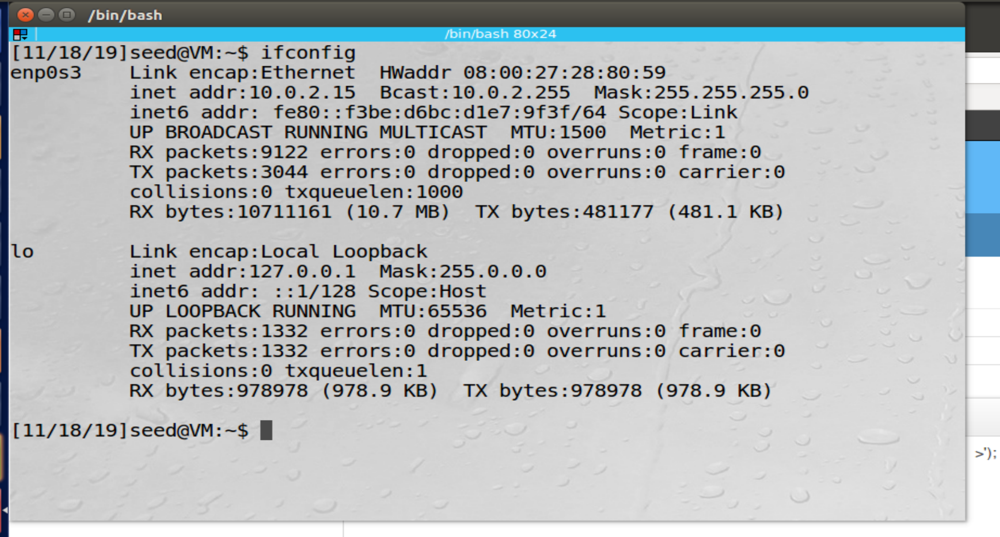 /bin/bash
/bin/bash 80x24
[11/18/19]seed@VM:~$ ifconfig
enp0s3    Link encap:Ethernet  HWaddr 08:00:27:28:80:59
          inet addr:10.0.2.15  Bcast:10.0.2.255  Mask:255.255.255.0
          inet6 addr: fe80::f3be:d6bc:d1e7:9f3f/64 Scope:Link
          UP BROADCAST RUNNING MULTICAST  MTU:1500  Metric:1
          RX packets:9122 errors:0 dropped:0 overruns:0 frame:0
          TX packets:3044 errors:0 dropped:0 overruns:0 carrier:0
          collisions:0 txqueuelen:1000
          RX bytes:10711161 (10.7 MB)  TX bytes:481177 (481.1 KB)

lo        Link encap:Local Loopback
          inet addr:127.0.0.1  Mask:255.0.0.0
          inet6 addr: ::1/128 Scope:Host
          UP LOOPBACK RUNNING  MTU:65536  Metric:1
          RX packets:1332 errors:0 dropped:0 overruns:0 frame:0
          TX packets:1332 errors:0 dropped:0 overruns:0 carrier:0
          collisions:0 txqueuelen:1
          RX bytes:978978 (978.9 KB)  TX bytes:978978 (978.9 KB)

[11/18/19]seed@VM:~$
>');